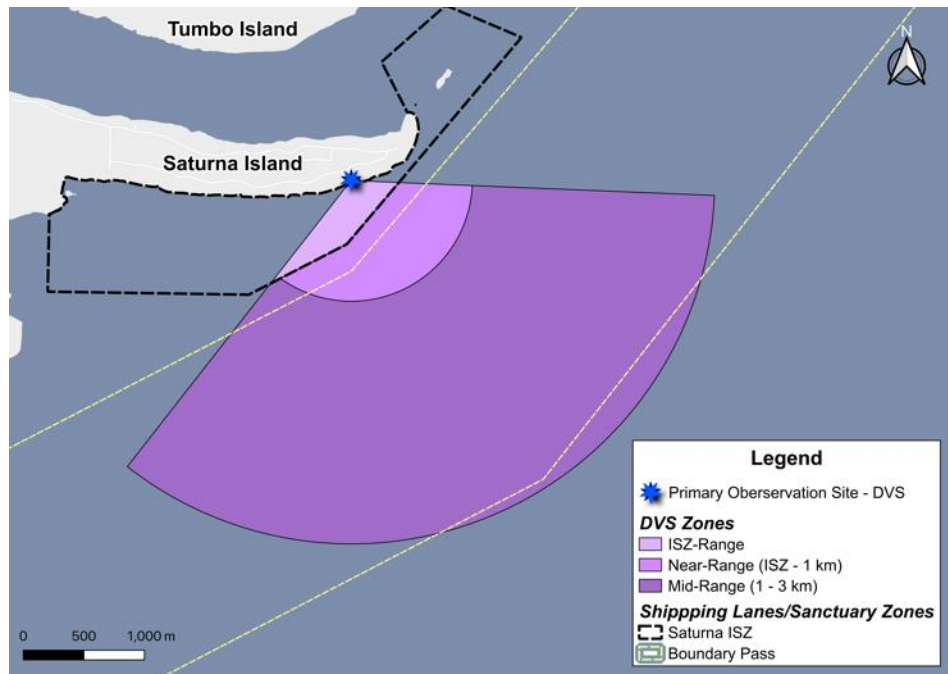 Tumbo Island
N
Saturna Island
Legend
Primary Oberservation Site - DVS
DVS Zones
ISZ-Range
Near-Range (ISZ - 1 km)
Mid-Range (1 - 3 km)
Shippping Lanes/Sanctuary Zones
Saturna ISZ
Boundary Pass
0 500 1,000 m